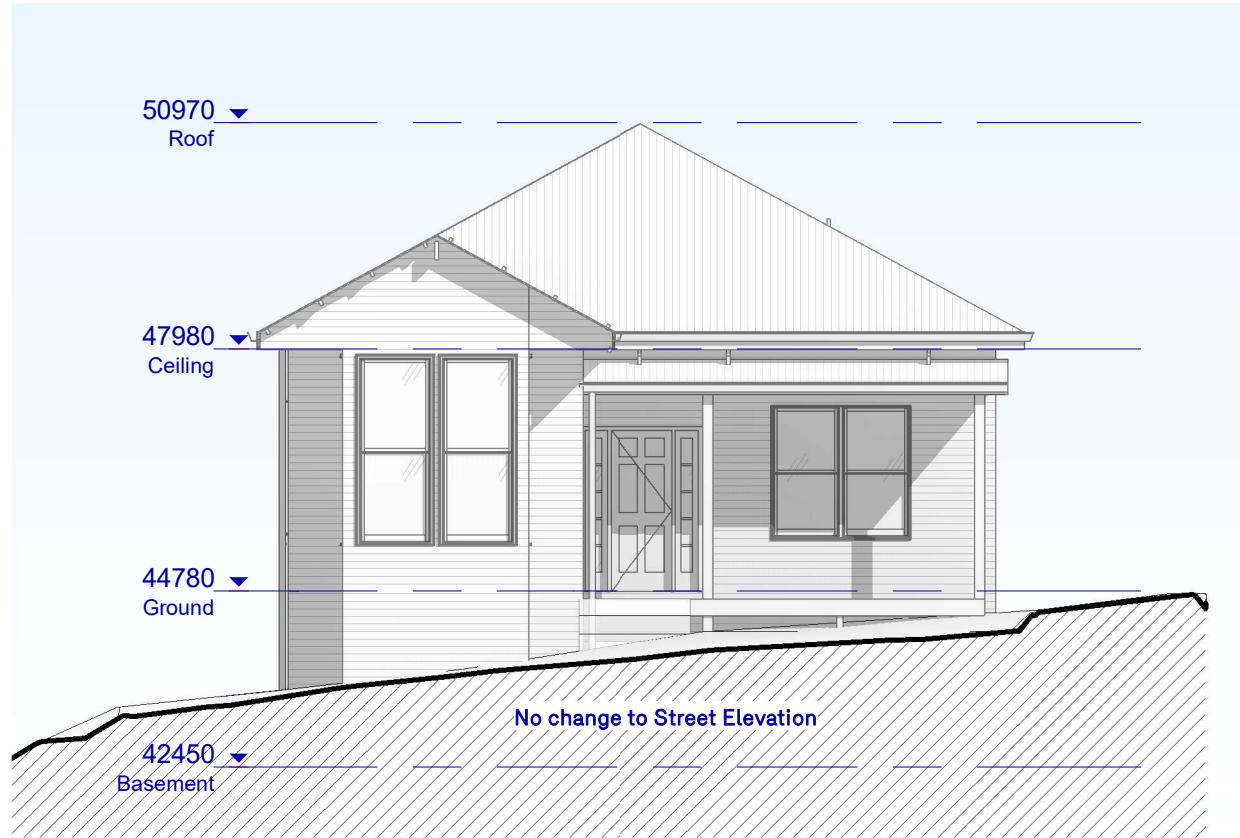 50970
Roof
47980
Ceiling
44780
Ground
No change to Street Elevation
42450
Basement